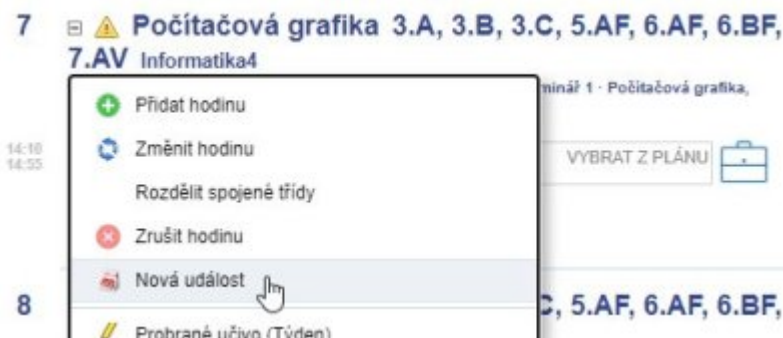 7 Počítačová grafika 3.A, 3.B, 3.C, 5.AF, 6.AF, 6.BF,
7.AV Informatika4
minář 1 · Počítačová grafika,
Přidat hodinu
14:10
14:55
Změnit hodinu
VYBRAT Z PLÁNU
Rozdělit spojené třídy
Zrušit hodinu
Nová událost
8
C, 5.AF, 6.AF, 6.BF,
Probrané učivo (Týden)